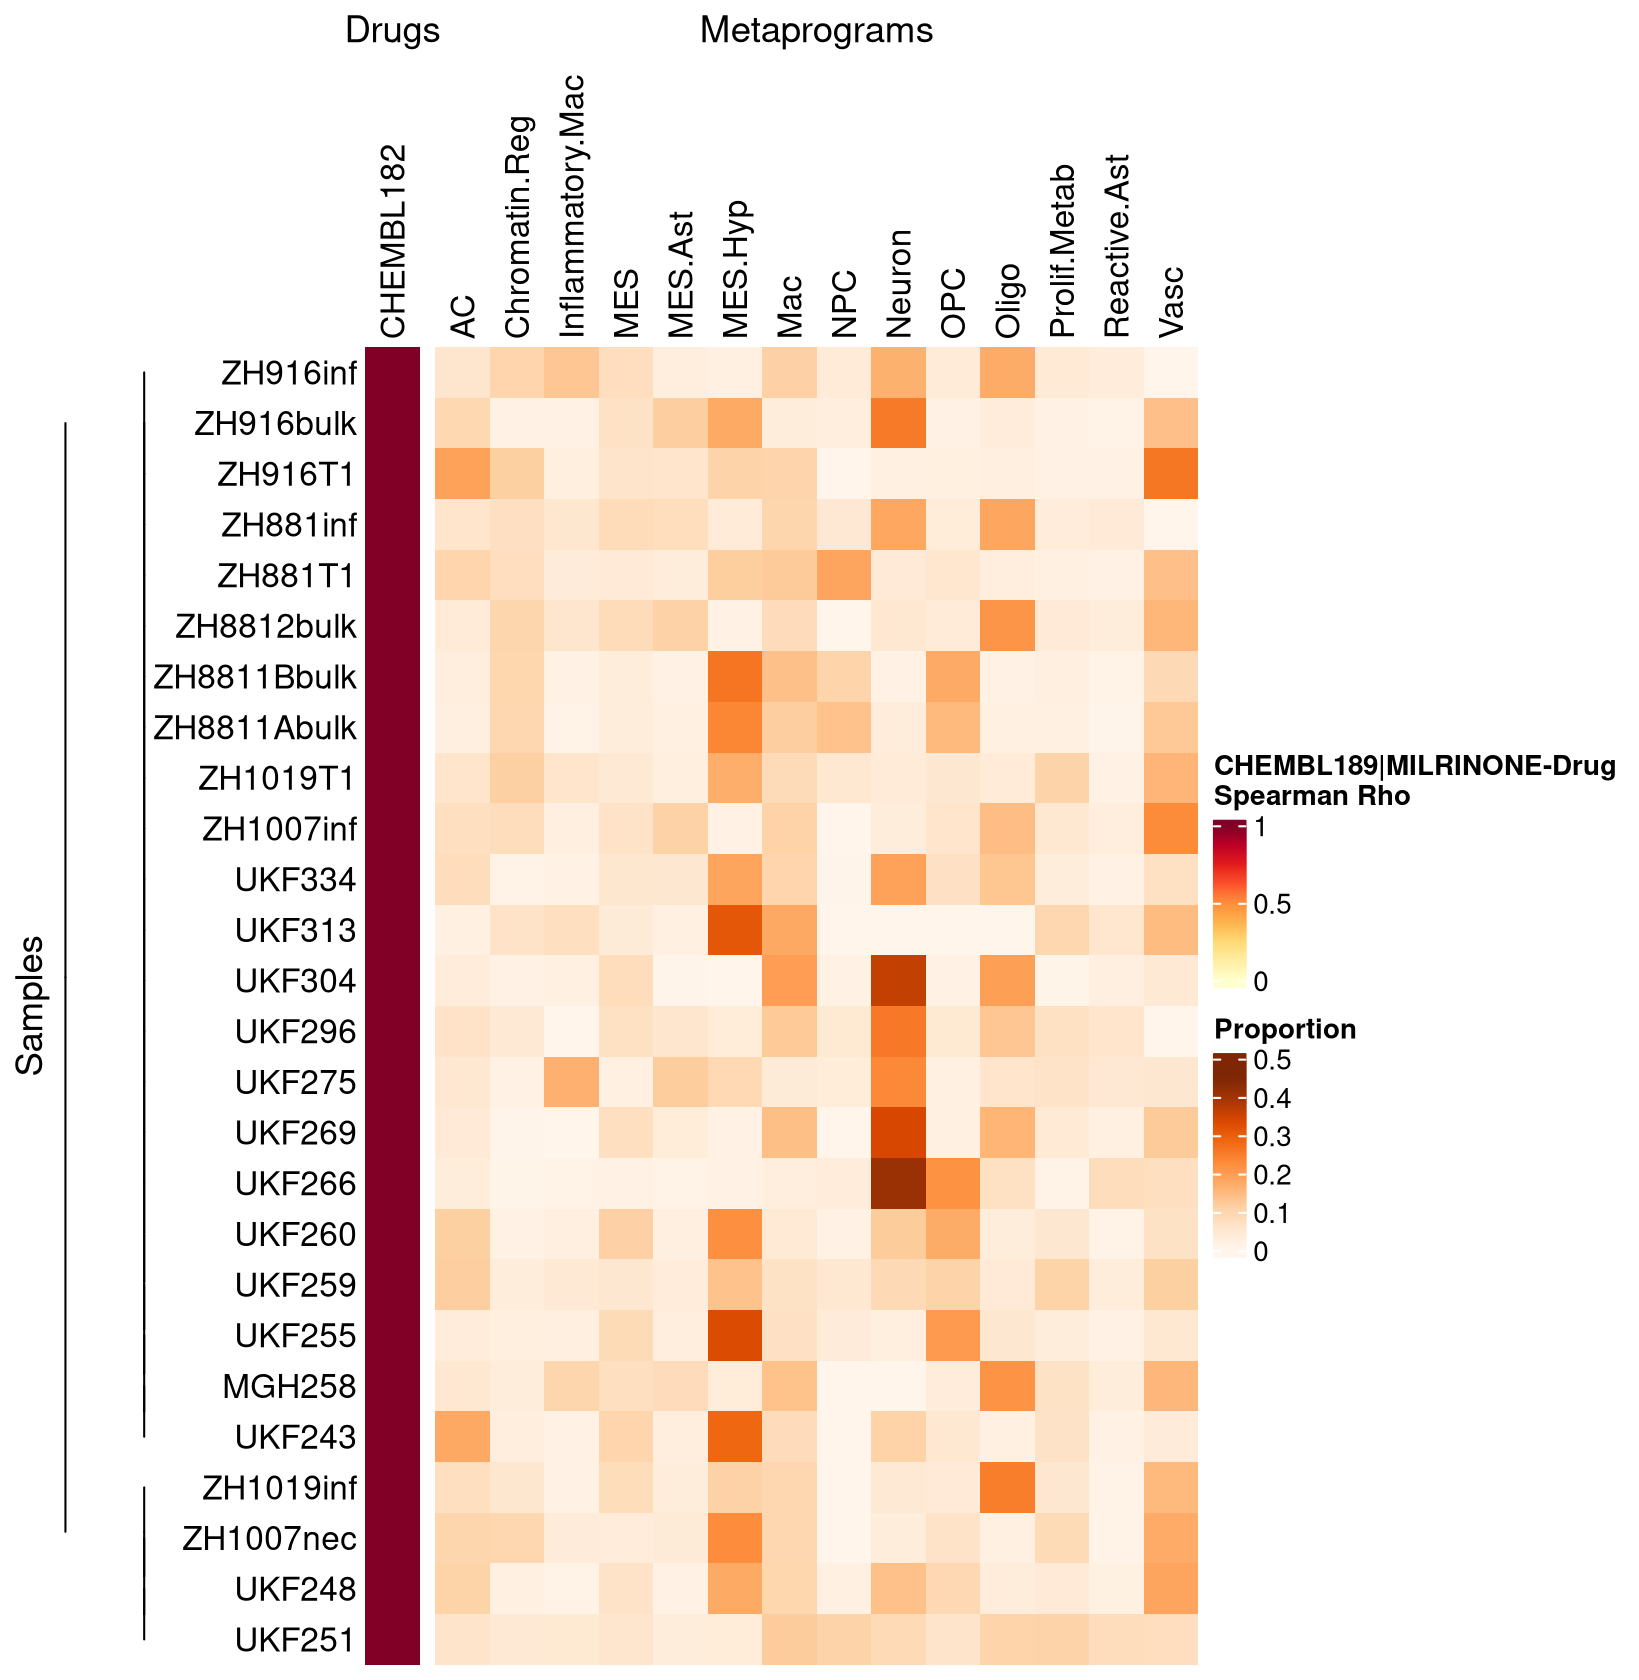 Drugs
Metaprograms
CHEMBL182
AC
Chromatin.Reg
Inflammatory.Mac
MES
MES.Ast
MES.Hyp
Mac
NPC
Neuron
OPC
Oligo
Prolif.Metab
Reactive.Ast
Vasc
Samples
ZH916inf
ZH916bulk
ZH916T1
ZH881inf
ZH881T1
ZH8812bulk
ZH8811Bbulk
ZH8811Abulk
ZH1019T1
ZH1007inf
UKF334
UKF313
UKF304
UKF296
UKF275
UKF269
UKF266
UKF260
UKF259
UKF255
MGH258
UKF243
ZH1019inf
ZH1007nec
UKF248
UKF251
CHEMBL189|MILRINONE-Drug
Spearman Rho
1
0.5
0
Proportion
0.5
0.4
0.3
0.2
0.1
0